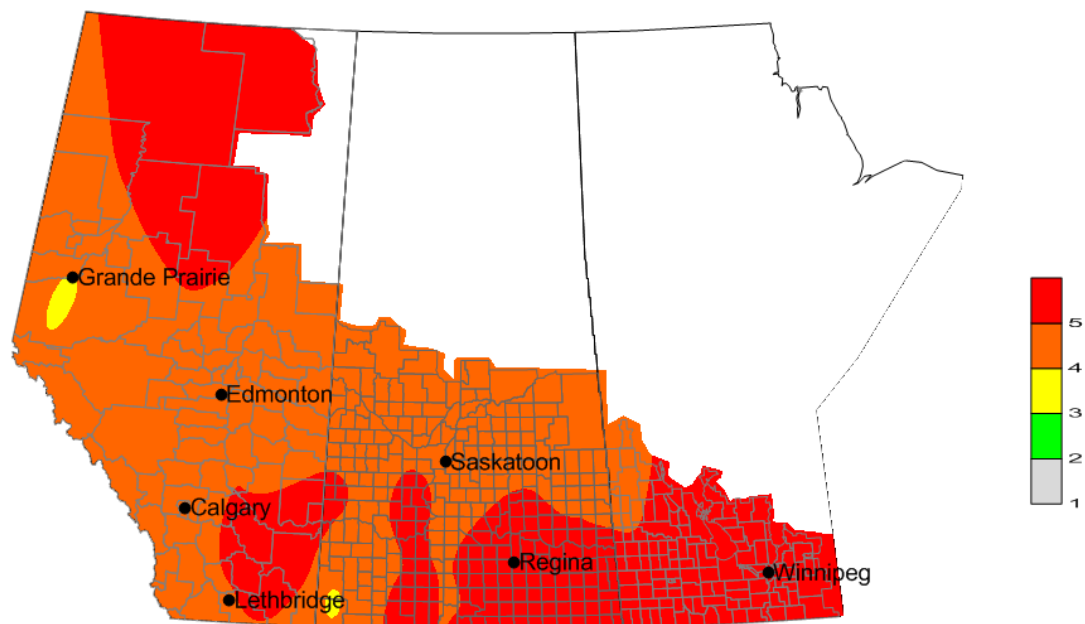 Grande Prairie
5
4
Edmonton
3
Saskatoon
2
Calgary
1
Regina
Winnipeg
Lethbridge